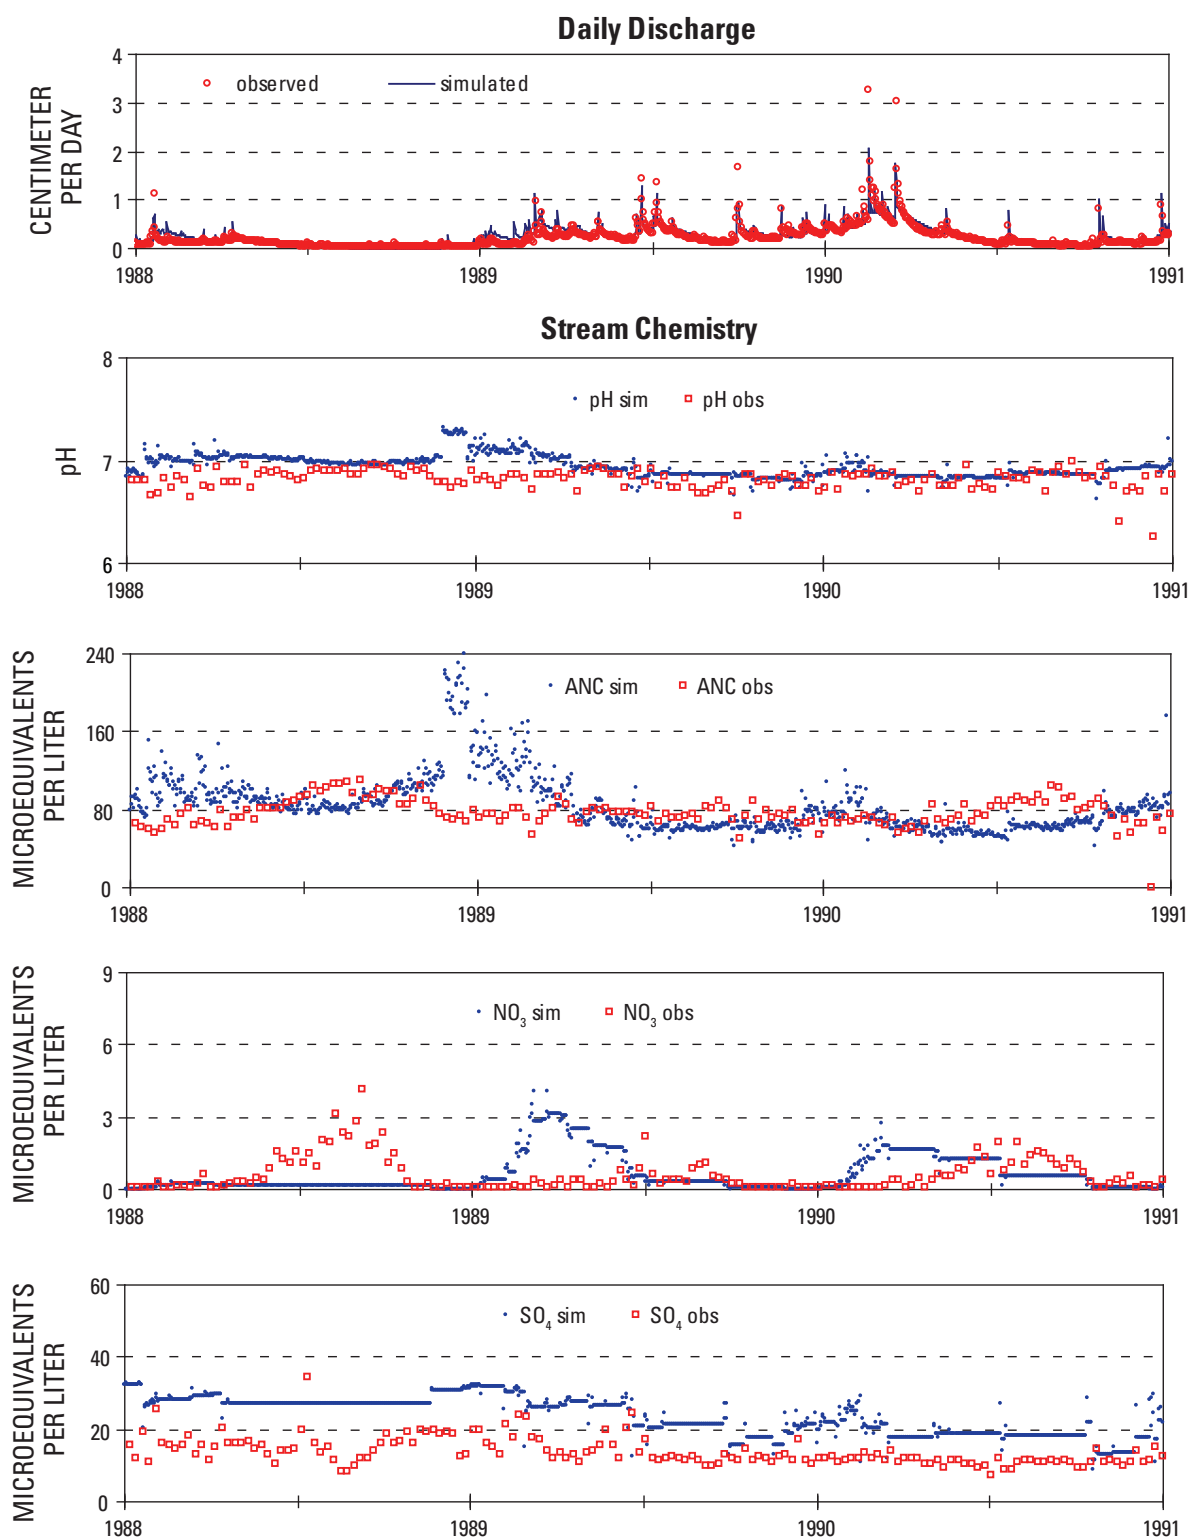 Daily Discharge
CENTIMETER
PER DAY
4
3
2
1
0
observed
simulated
1988
1989
1990
1991
Stream Chemistry
pH
8
7
6
pH sim
pH obs
1988
1989
1990
1991
MICROEQUIVALENTS
PER LITER
240
160
80
0
ANC sim
ANC obs
1988
1989
1990
1991
MICROEQUIVALENTS
PER LITER
9
6
3
0
NO3 sim
NO3 obs
1988
1989
1990
1991
MICROEQUIVALENTS
PER LITER
60
40
20
0
SO4 sim
SO4 obs
1988
1989
1990
1991